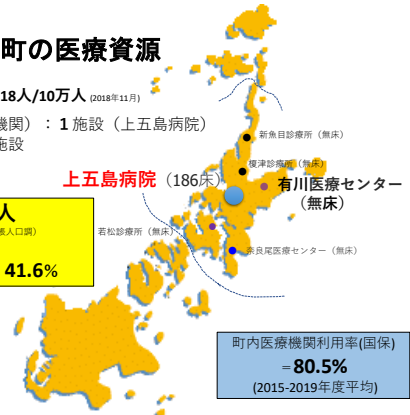 町の医療資源
18人/10万人 (2018年11月)
機関）：1 施設（上五島病院）
施設
新魚目診療所（無床）
榎津診療所（無床）
上五島病院（186床）
有川医療センター
（無床）
人
帳人口調）
若松診療所（無床）
41.6%
奈良尾医療センター（無床）
町内医療機関利用率(国保)
＝80.5%
(2015-2019年度平均)